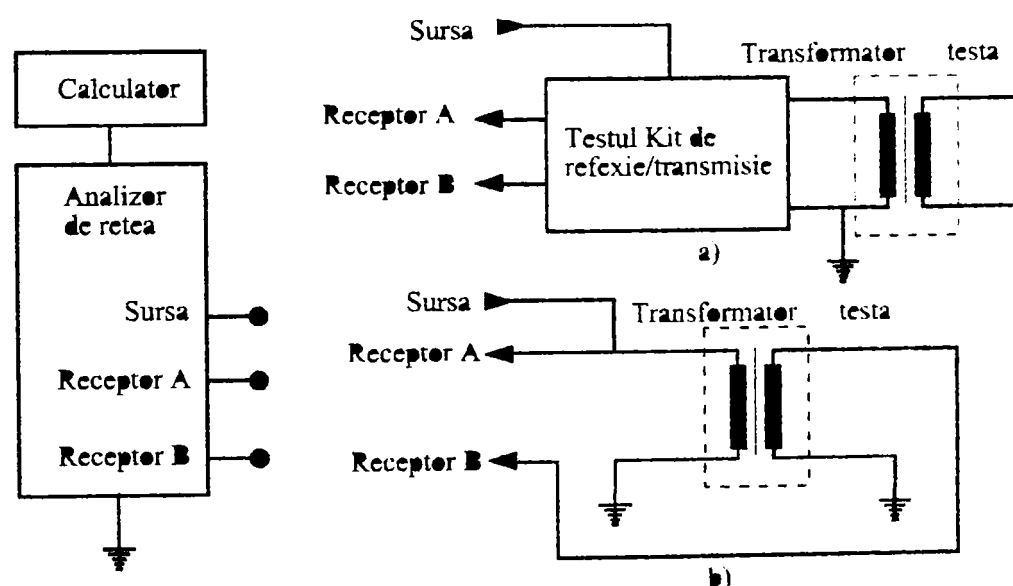 Calculator
Analizor
de retea
Sursa
Receptor A
Receptor B
Sursa
Receptor A
Receptor B
Testul Kit de
refexie/transmisie
Transformator testa
a)
Sursa
Receptor A
Receptor B
Transformator testa
b)